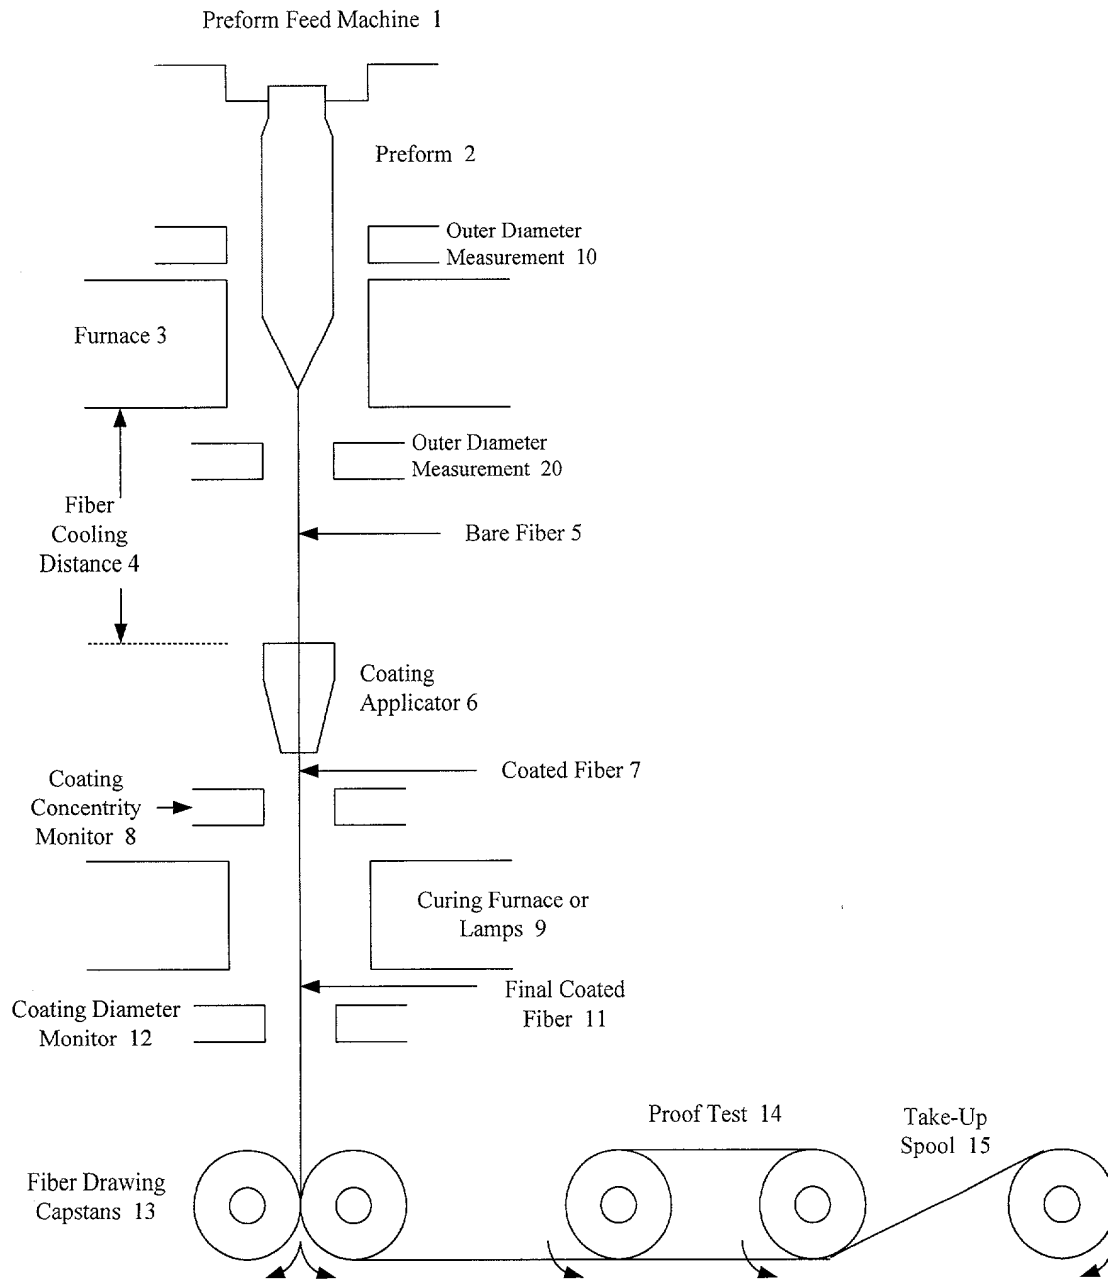 Preform Feed Machine 1
Preform 2
Outer Diameter
Measurement 10
Furnace 3
Outer Diameter
Measurement 20
Fiber
Cooling
Distance 4
Bare Fiber 5
Coating
Applicator 6
Coated Fiber 7
Coating
Concentrity
Monitor 8
Curing Furnace or
Lamps 9
Final Coated
Fiber 11
Coating Diameter
Monitor 12
Proof Test 14
Take-Up
Spool 15
Fiber Drawing
Capstans 13